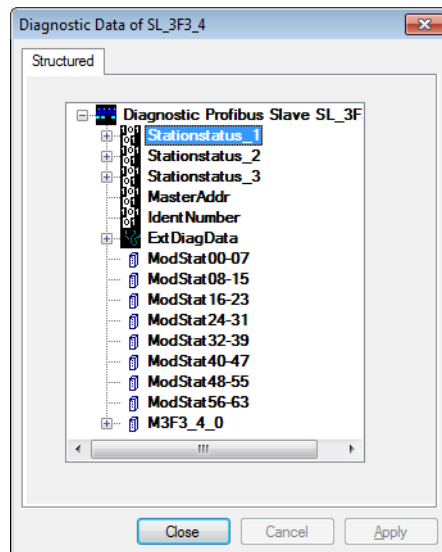 Diagnostic Data of SL_3F3_4
Structured
Diagnostic Profibus Slave SL_3F
Stationstatus_1
Stationstatus_2
Stationstatus_3
MasterAddr
IdentNumber
ExtDiagData
ModStat00-07
ModStat08-15
ModStat16-23
ModStat24-31
ModStat32-39
ModStat40-47
ModStat48-55
ModStat56-63
M3F3_4_0
Close Cancel Apply